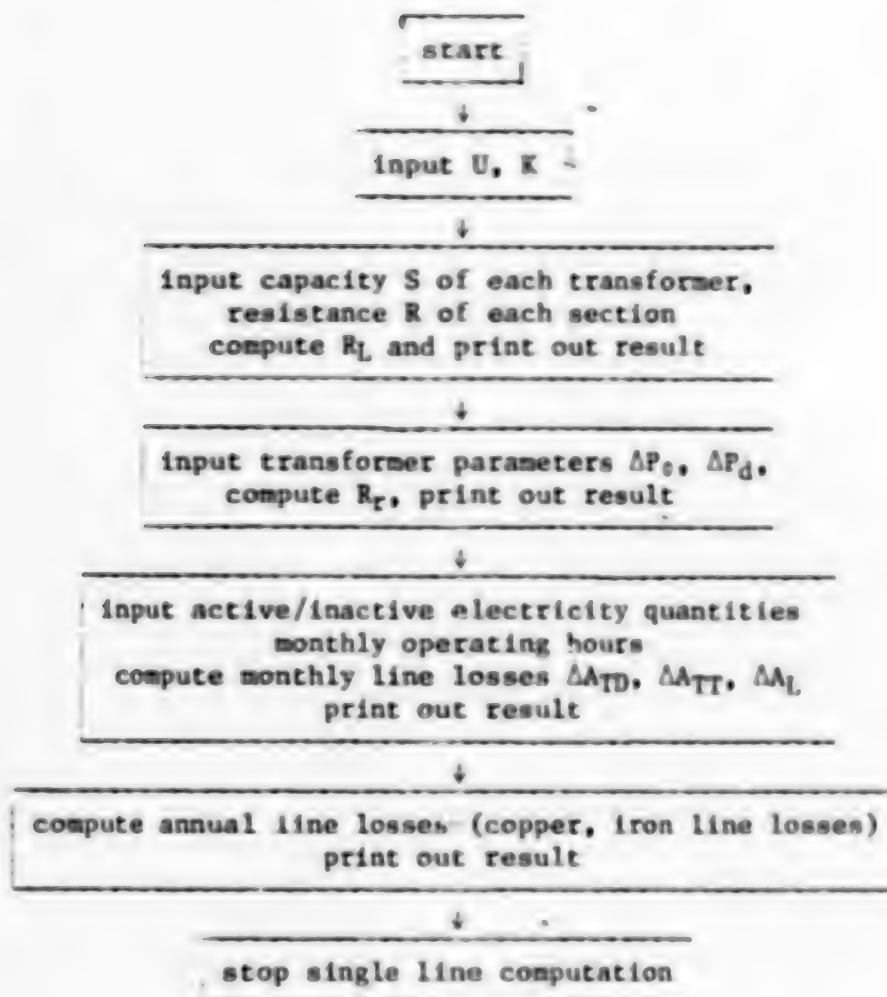 start
↓
input U, K
↓
input capacity S of each transformer,
resistance R of each section
compute R_L and print out result
↓
input transformer parameters ΔP₀, ΔP_d,
compute R_r, print out result
↓
input active/inactive electricity quantities
monthly operating hours
compute monthly line losses ΔA_TD, ΔA_TT, ΔA_L
print out result
↓
compute annual line losses (copper, iron line losses)
print out result
↓
stop single line computation